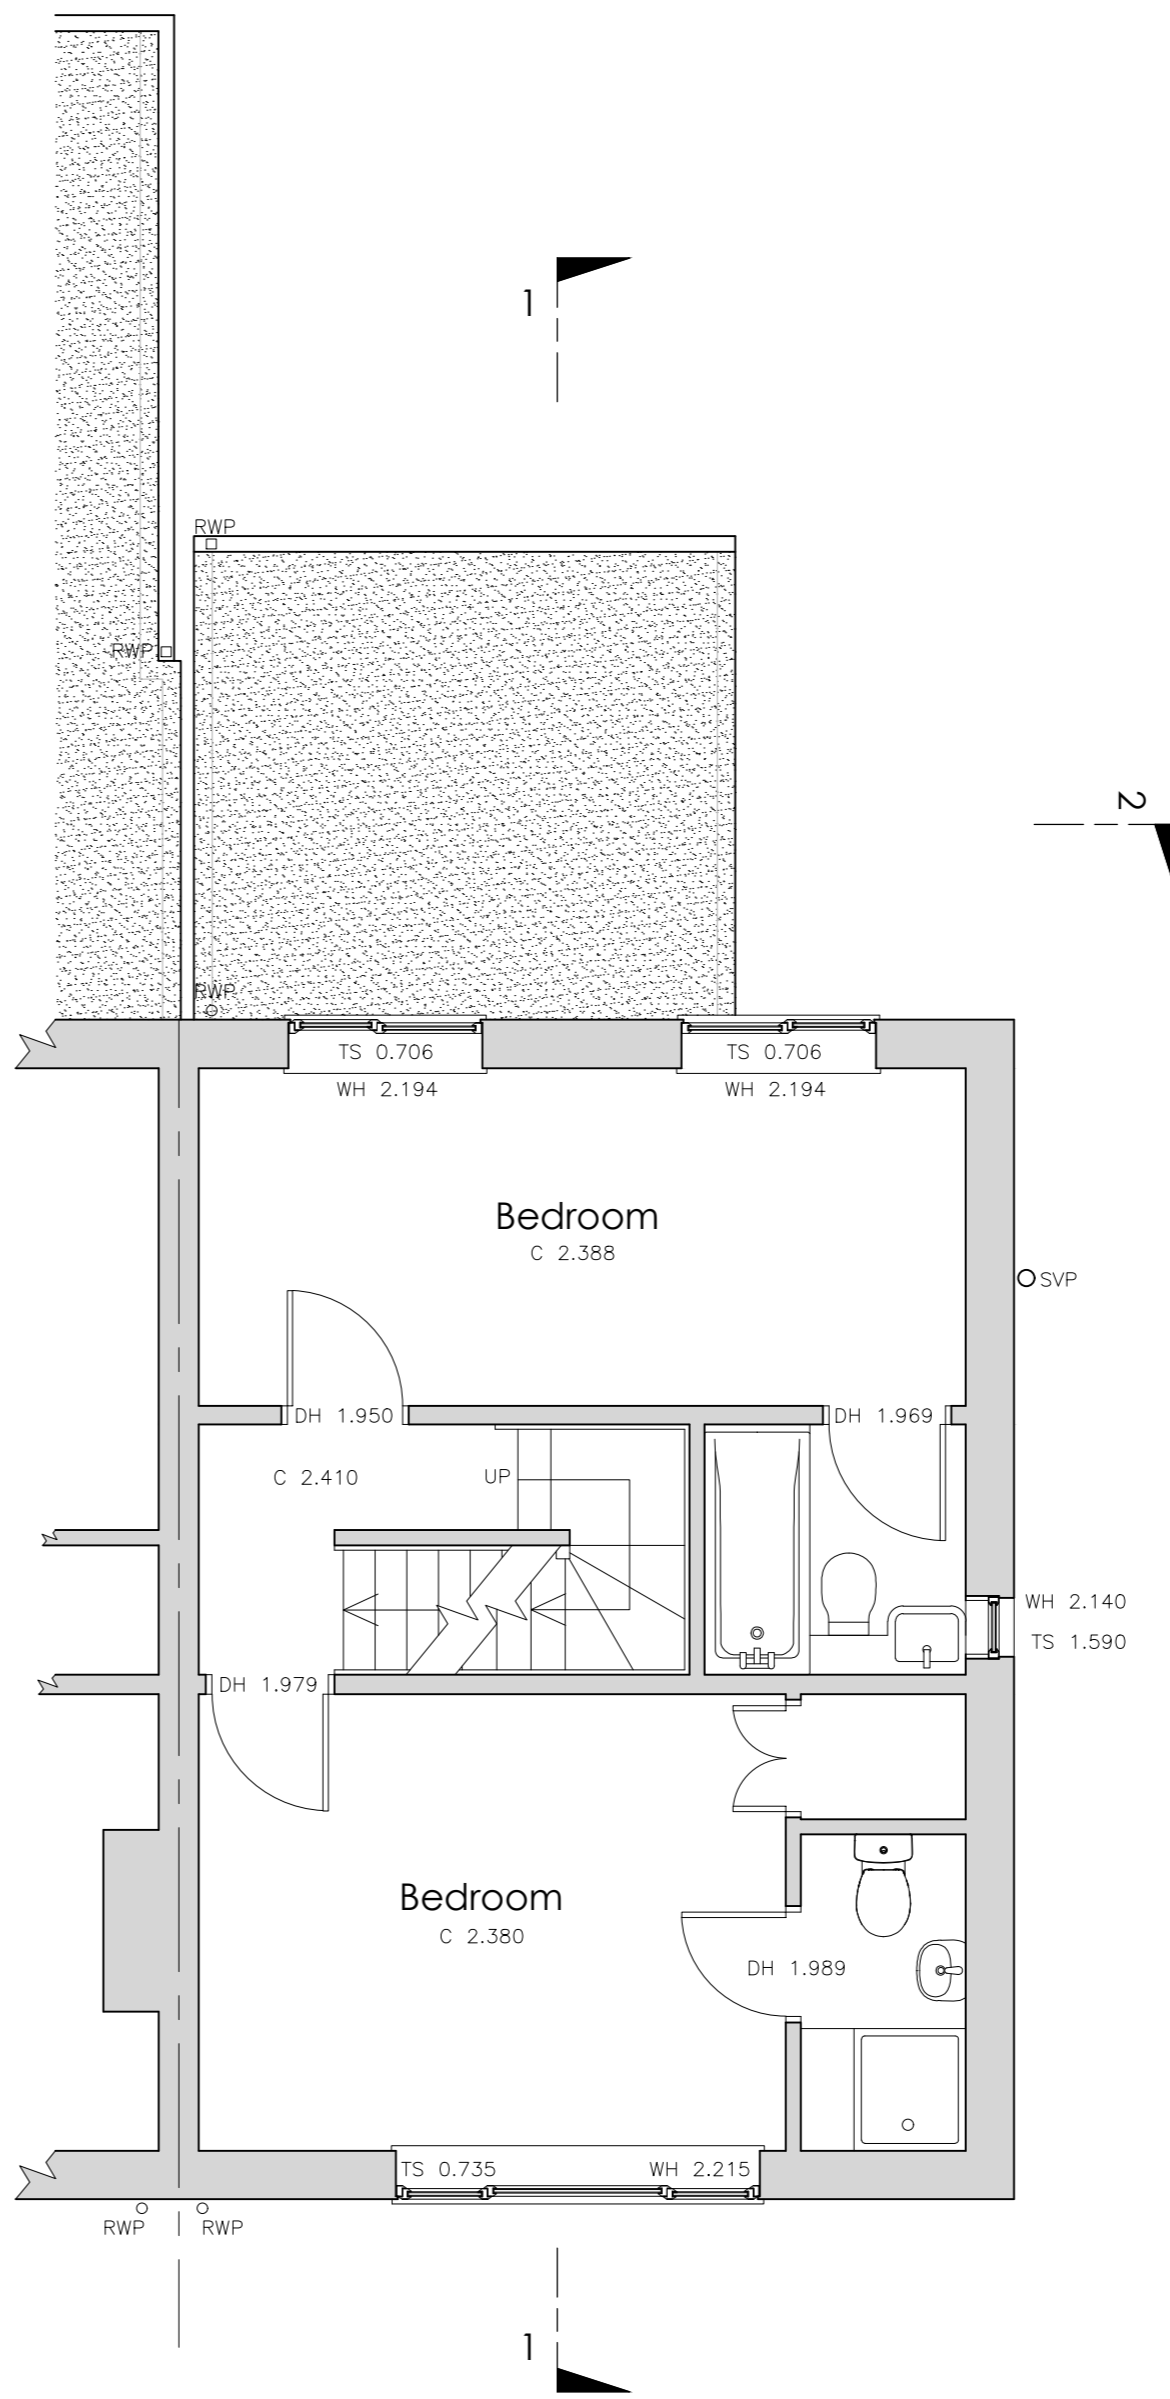 1
RWP
RWP
2
RWP
TS 0.706
TS 0.706
WH 2.194
WH 2.194
Bedroom
C 2.388
SVP
DH 1.950
DH 1.969
C 2.410
UP
WH 2.140
TS 1.590
DH 1.979
Bedroom
C 2.380
DH 1.989
TS 0.735
WH 2.215
RWP
RWP
1